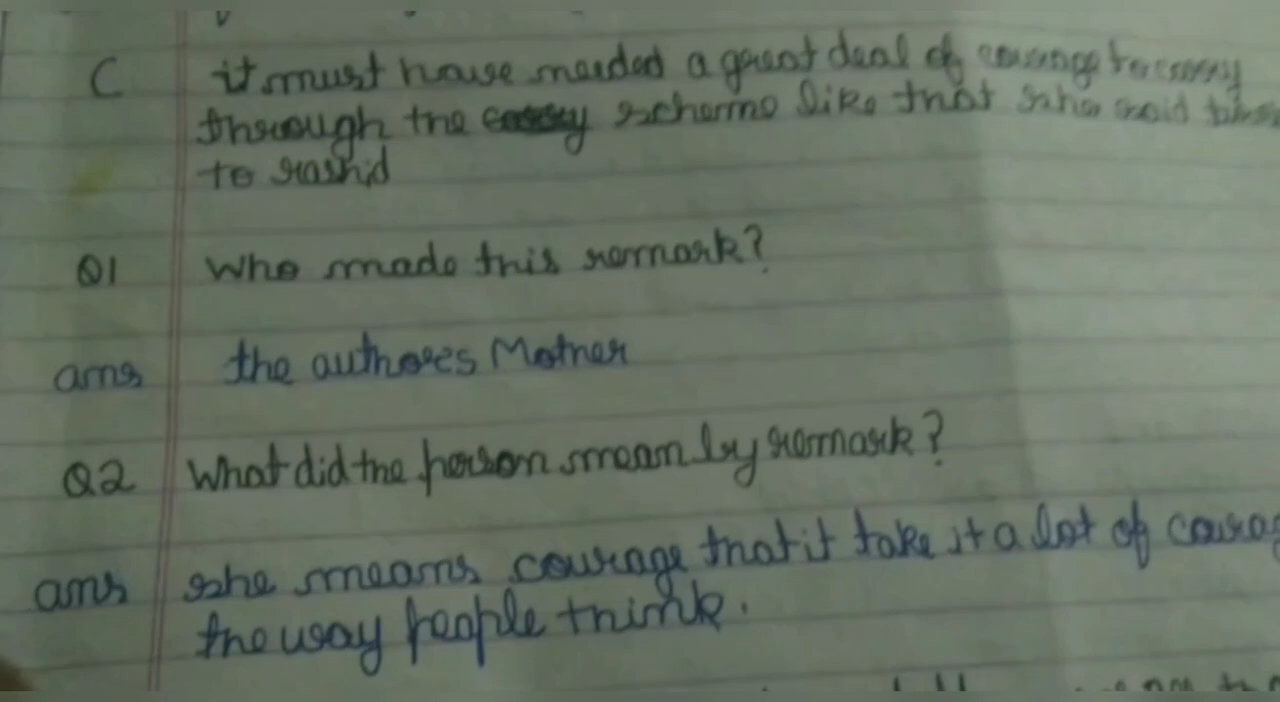 C it must have needed a great deal of courage to carry
through the scheme like that she said
to rashid
Q1 Who made this remark?
ans the authores Mother
Q2 What did the person mean by remark?
ans she means courage that it take it a lot of
the way people think.